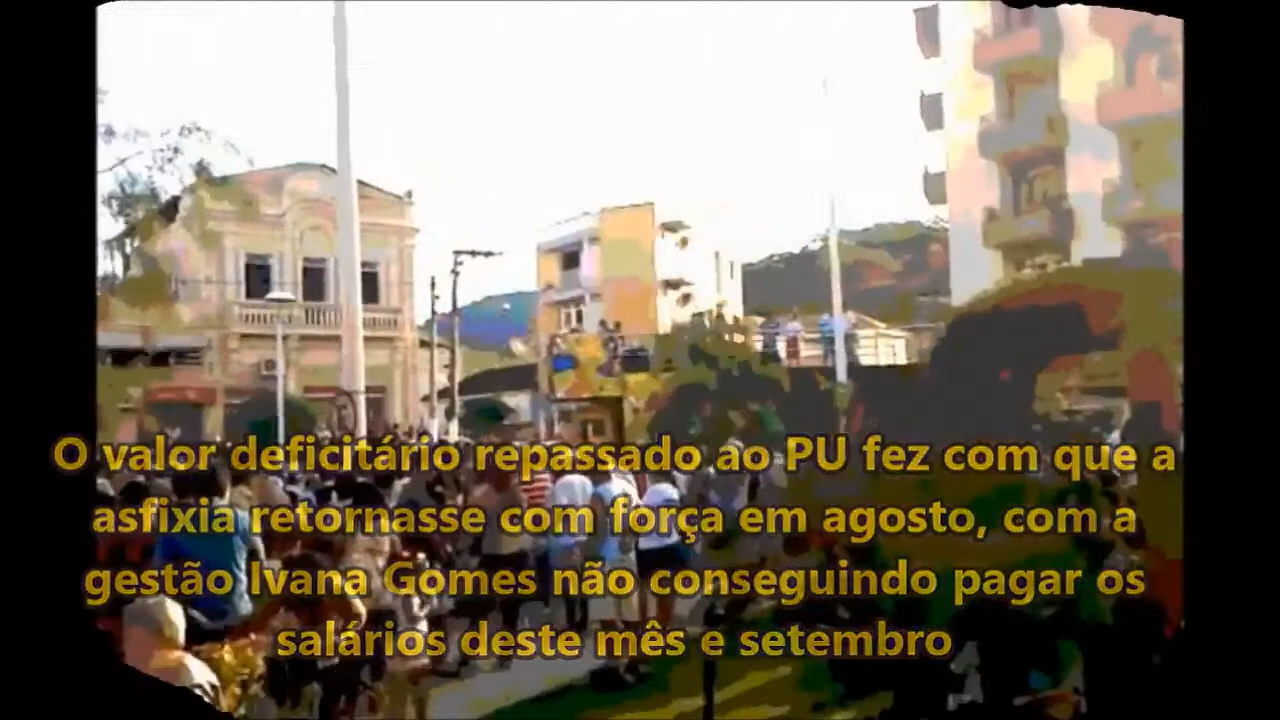 O valor deficitário repassado ao PU fez com que a
asfixia retornasse com força em agosto, com a
gestão Ivana Gomes não conseguindo pagar os
salários deste mês e setembro